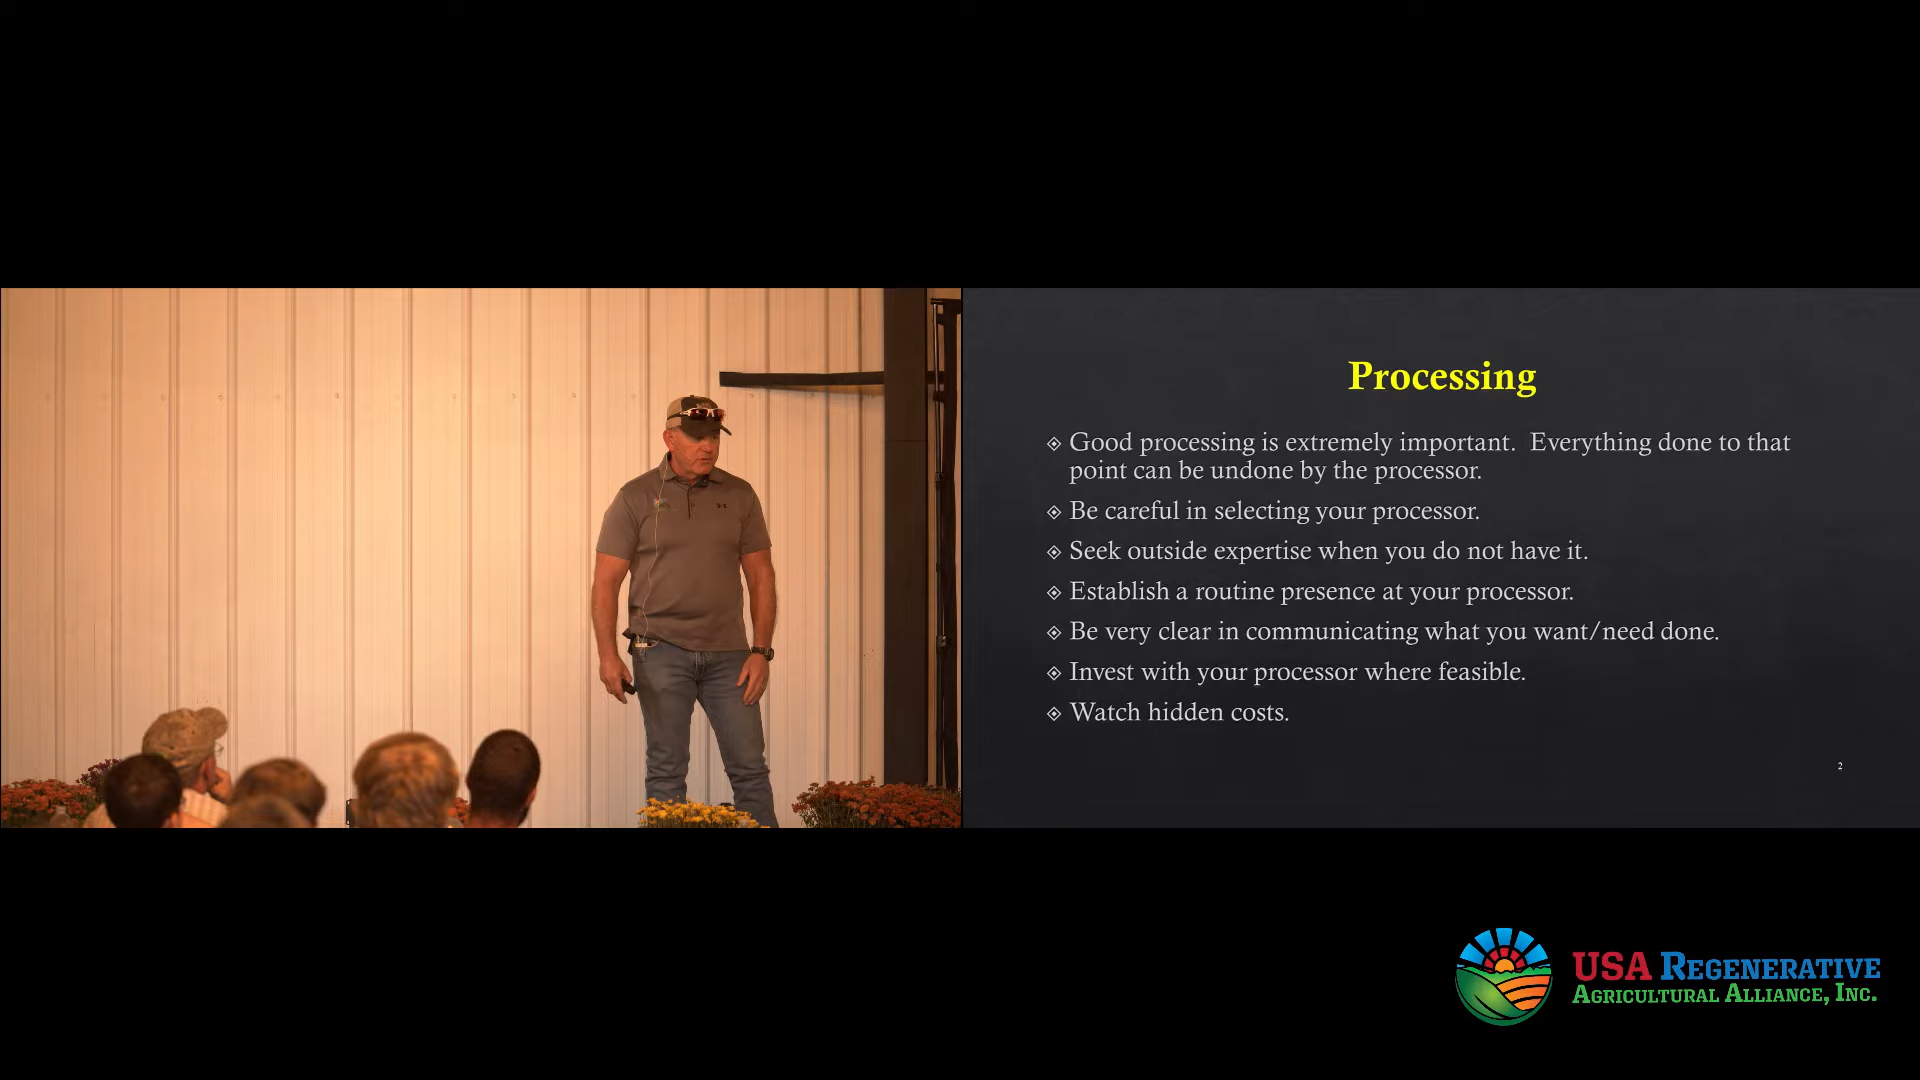 Processing
Good processing is extremely important.  Everything done to that
point can be undone by the processor.
Be careful in selecting your processor.
Seek outside expertise when you do not have it.
Establish a routine presence at your processor.
Be very clear in communicating what you want/need done.
Invest with your processor where feasible.
Watch hidden costs.
2
USA REGENERATIVE
AGRICULTURAL ALLIANCE, INC.